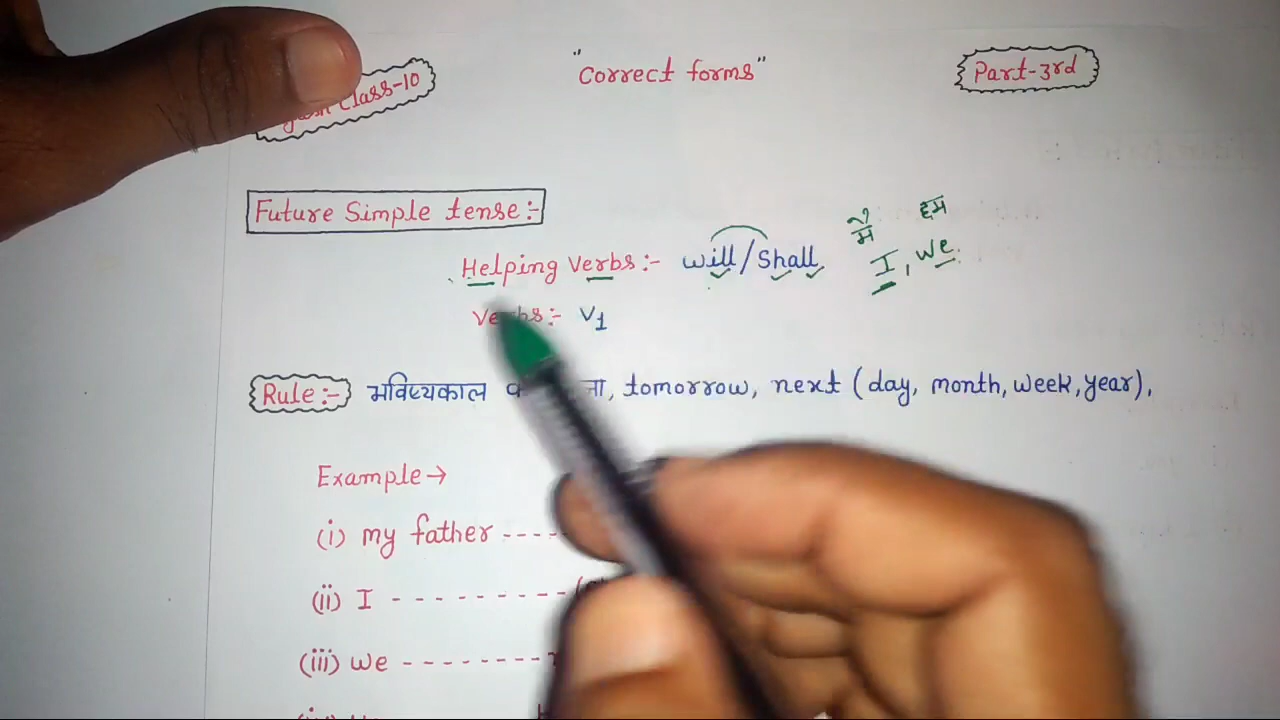 Class-10
"Correct forms"
Part-3rd
Future Simple tense:-
मैं हम
Helping Verbs:- will/Shall I, we
Verbs:- V1
Rule:- भविष्यकाल tomorrow, next (day, month, week, year),
Example→
(i) my father ----
(ii) I ---------
(iii) we --------